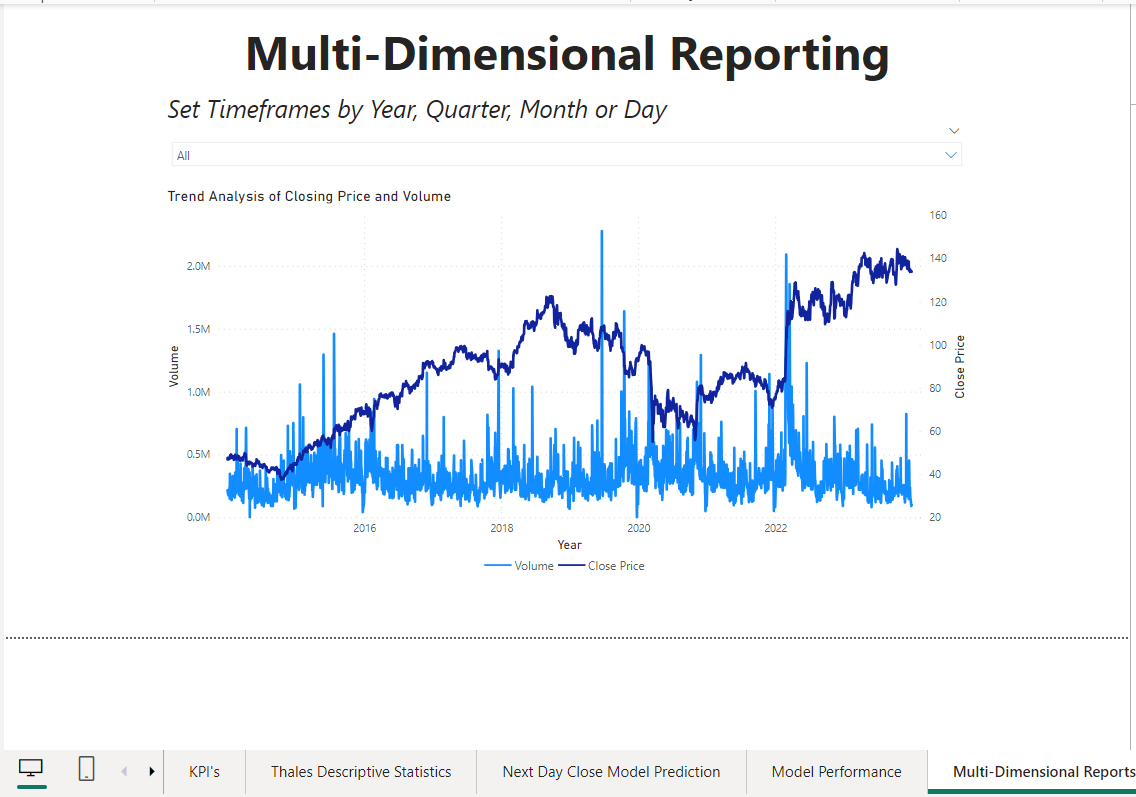 Multi-Dimensional Reporting
Set Timeframes by Year, Quarter, Month or Day
All
Trend Analysis of Closing Price and Volume
160
140
120
100
80
60
40
20
2.0M
1.5M
1.0M
0.5M
0.0M
Volume
Close Price
2016 2018 2020 2022
Year
Volume Close Price
KPI's Thales Descriptive Statistics Next Day Close Model Prediction Model Performance Multi-Dimensional Reports